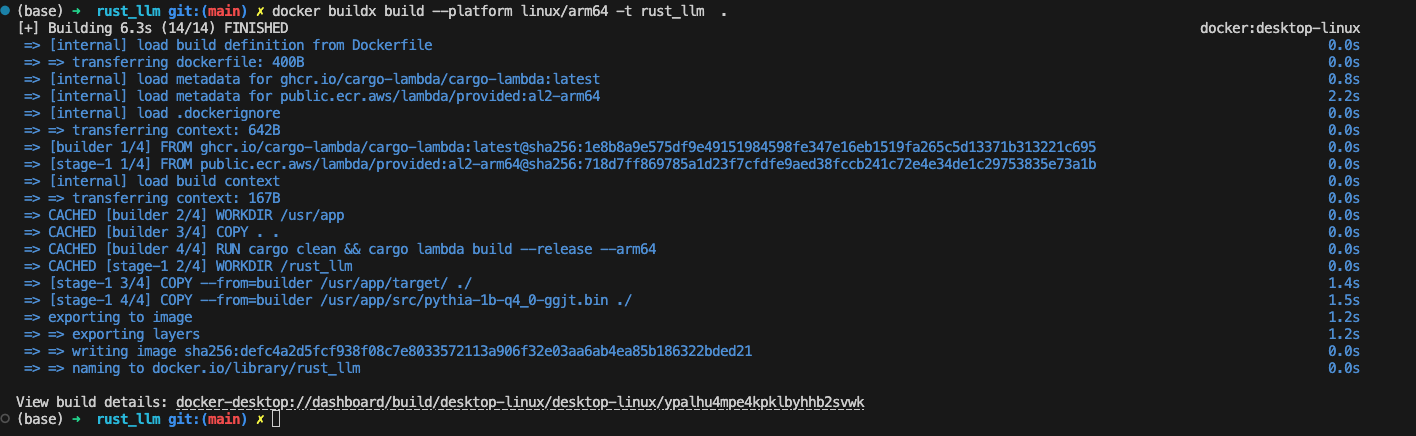 (base) ➜  rust_llm git:(main) ✗ docker buildx build --platform linux/arm64 -t rust_llm  .
[+] Building 6.3s (14/14) FINISHED docker:desktop-linux
=> [internal] load build definition from Dockerfile 0.0s
=> => transferring dockerfile: 400B 0.0s
=> [internal] load metadata for ghcr.io/cargo-lambda/cargo-lambda:latest 0.8s
=> [internal] load metadata for public.ecr.aws/lambda/provided:al2-arm64 2.2s
=> [internal] load .dockerignore 0.0s
=> => transferring context: 642B 0.0s
=> [builder 1/4] FROM ghcr.io/cargo-lambda/cargo-lambda:latest@sha256:1e8b8a9e575df9e49151984598fe347e16eb1519fa265c5d13371b313221c695 0.0s
=> [stage-1 1/4] FROM public.ecr.aws/lambda/provided:al2-arm64@sha256:718d7ff869785a1d23f7cfdfe9aed38fccb241c72e4e34de1c29753835e73a1b 0.0s
=> [internal] load build context 0.0s
=> => transferring context: 167B 0.0s
=> CACHED [builder 2/4] WORKDIR /usr/app 0.0s
=> CACHED [builder 3/4] COPY . . 0.0s
=> CACHED [builder 4/4] RUN cargo clean && cargo lambda build --release --arm64 0.0s
=> CACHED [stage-1 2/4] WORKDIR /rust_llm 0.0s
=> [stage-1 3/4] COPY --from=builder /usr/app/target/ ./ 1.4s
=> [stage-1 4/4] COPY --from=builder /usr/app/src/pythia-1b-q4_0-ggjt.bin ./ 1.5s
=> exporting to image 1.2s
=> => exporting layers 1.2s
=> => writing image sha256:defc4a2d5fcf938f08c7e8033572113a906f32e03aa6ab4ea85b186322bded21 0.0s
=> => naming to docker.io/library/rust_llm 0.0s
View build details: docker-desktop://dashboard/build/desktop-linux/desktop-linux/ypalhu4mpe4kpklbyhhb2svwk
(base) ➜  rust_llm git:(main) ✗